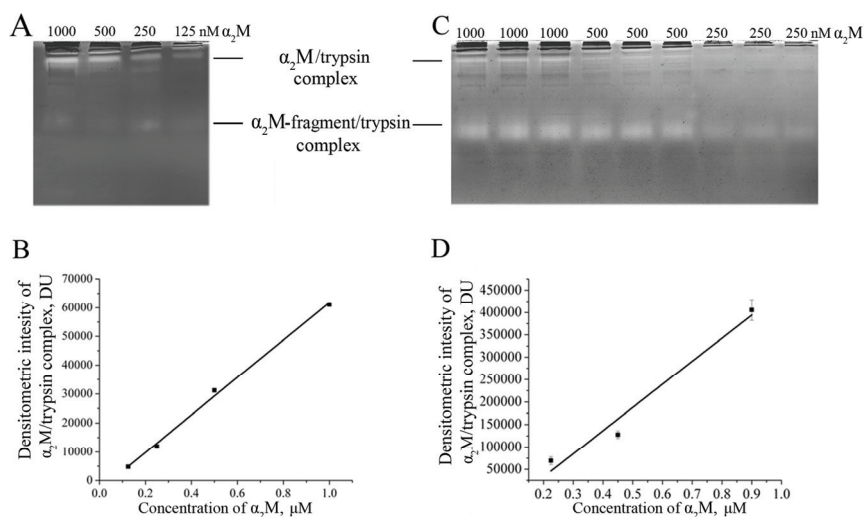 A
1000 500 250 125 nM α₂M
α₂M/trypsin
complex
α₂M-fragment/trypsin
complex
C
1000 1000 1000 500 500 500 250 250 250 nM α₂M
B
Densitometric intesity of
α₂M/trypsin complex, DU
70000
60000
50000
40000
30000
20000
10000
0
0.0 0.2 0.4 0.6 0.8 1.0
Concentration of α₂M, μM
D
Densitometric intesity of
α₂M/trypsin complex, DU
450000
400000
350000
300000
250000
200000
150000
100000
50000
0.2 0.3 0.4 0.5 0.6 0.7 0.8 0.9 1.0
Concentration of α₂M, μM